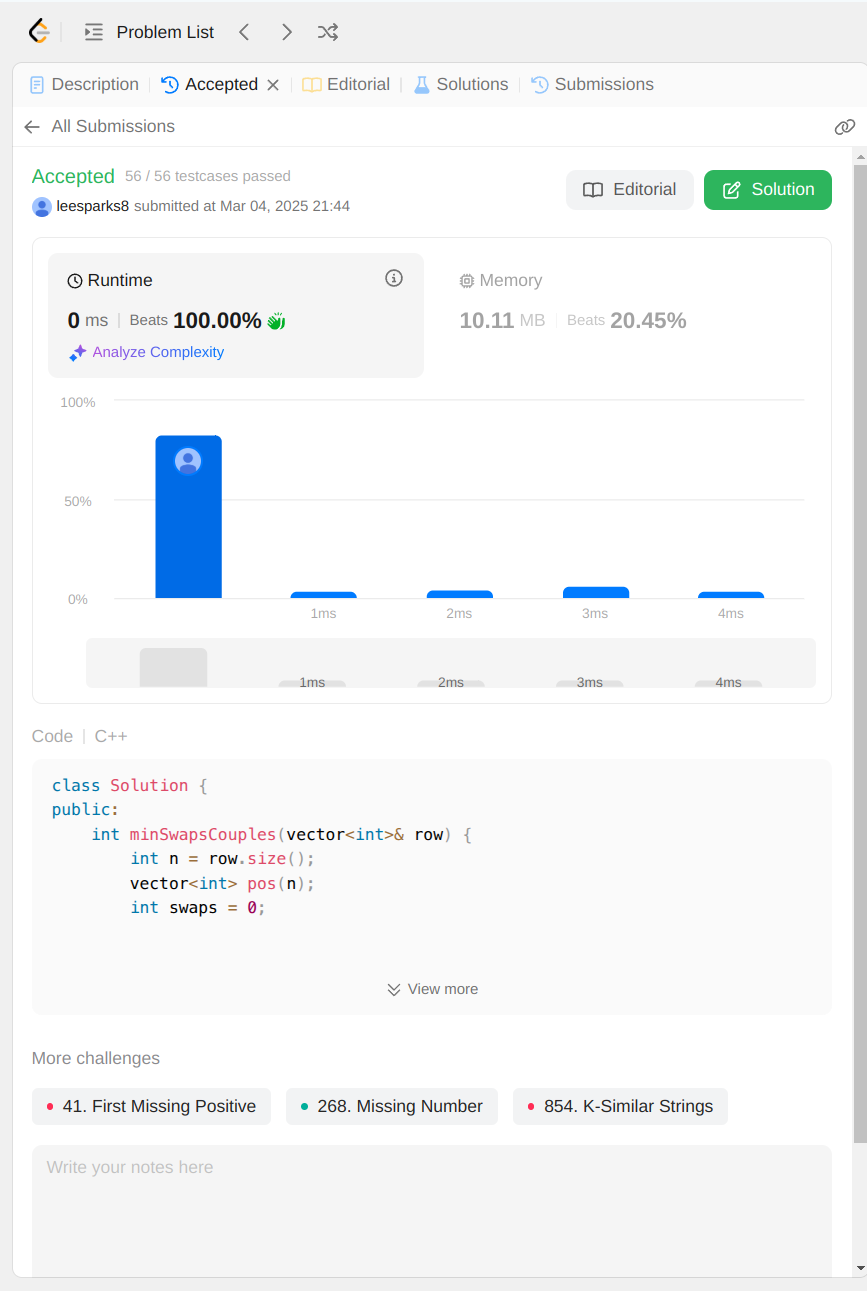 Problem List
Description
Accepted
Editorial
Solutions
Submissions
All Submissions
Accepted 56 / 56 testcases passed
leesparks8 submitted at Mar 04, 2025 21:44
Editorial
Solution
Runtime
0 ms | Beats 100.00%
Analyze Complexity
Memory
10.11 MB | Beats 20.45%
100%
50%
0%
1ms 2ms 3ms 4ms
1ms 2ms 3ms 4ms
Code | C++
class Solution {
public:
    int minSwapsCouples(vector<int>& row) {
        int n = row.size();
        vector<int> pos(n);
        int swaps = 0;
View more
More challenges
41. First Missing Positive
268. Missing Number
854. K-Similar Strings
Write your notes here